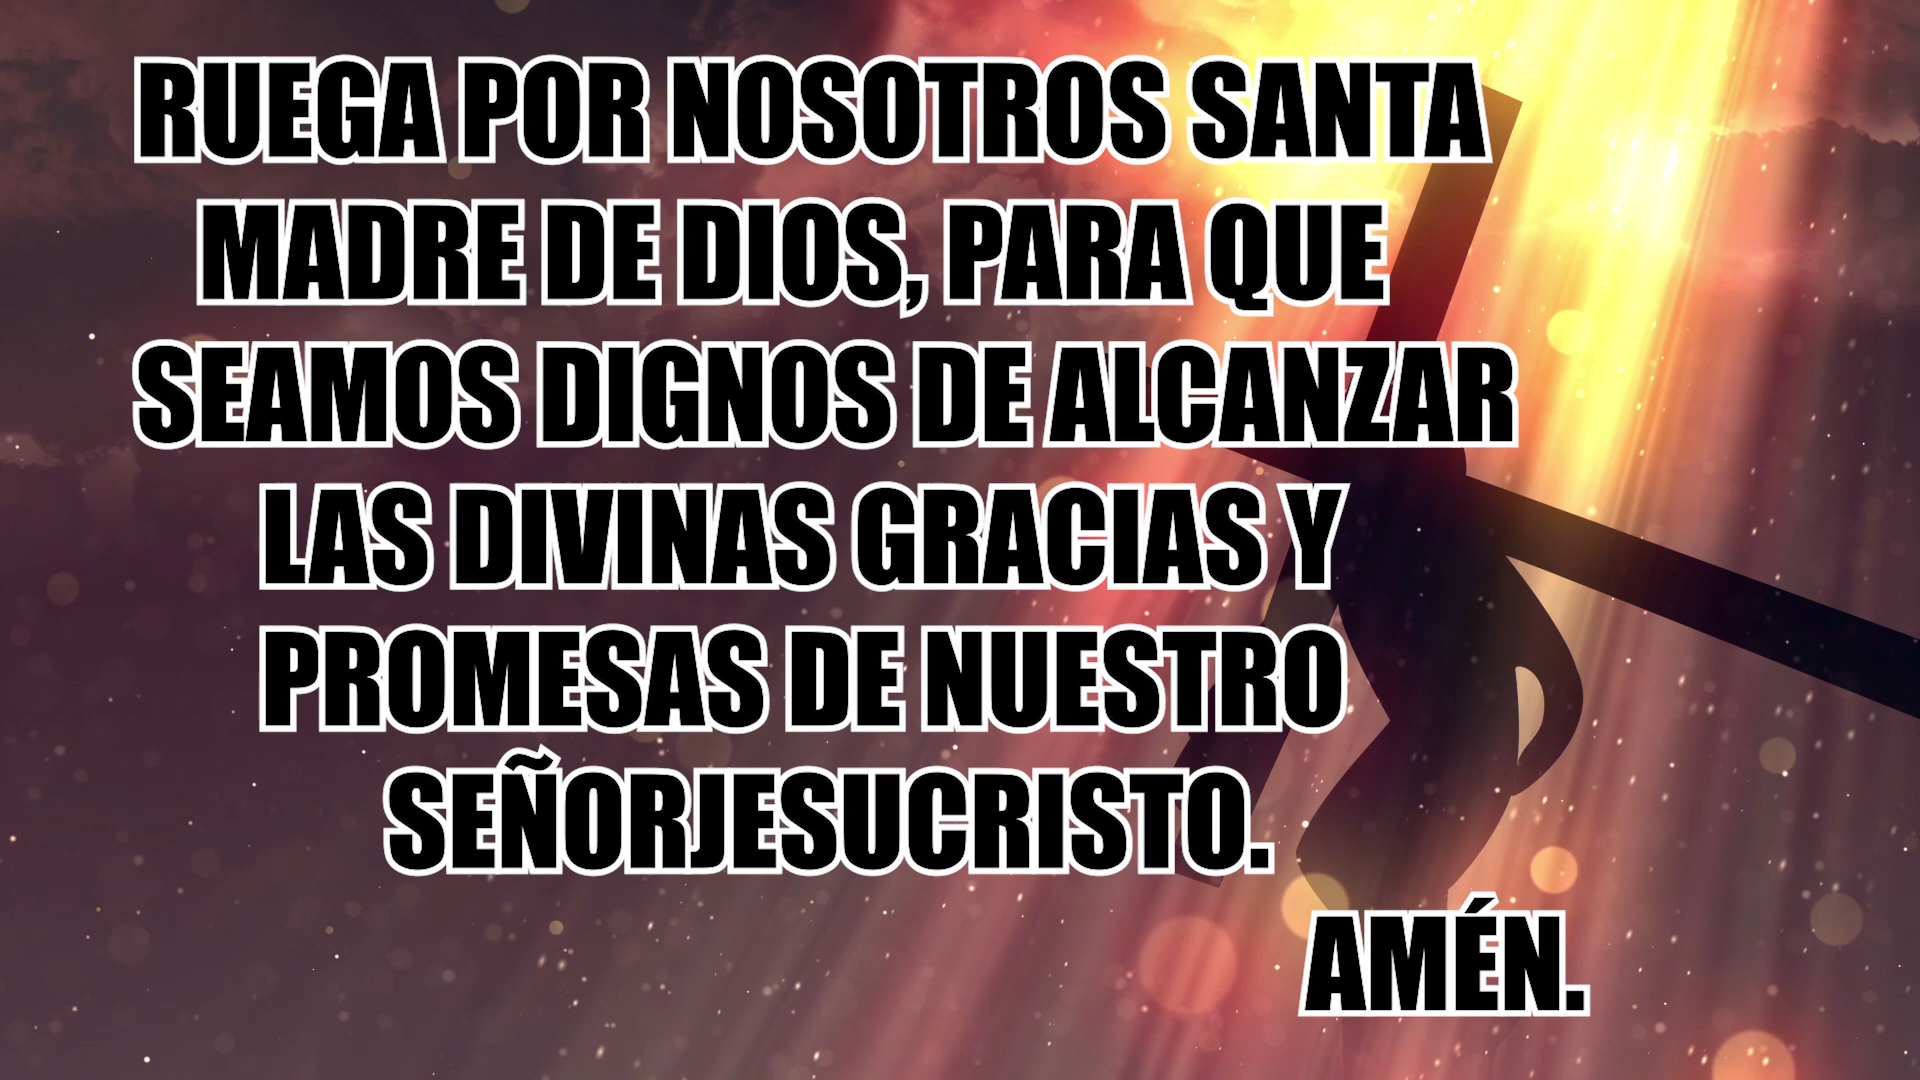 RUEGA POR NOSOTROS SANTA
MADRE DE DIOS, PARA QUE
SEAMOS DIGNOS DE ALCANZAR
LAS DIVINAS GRACIAS Y
PROMESAS DE NUESTRO
SEÑORJESUCRISTO.
AMÉN.